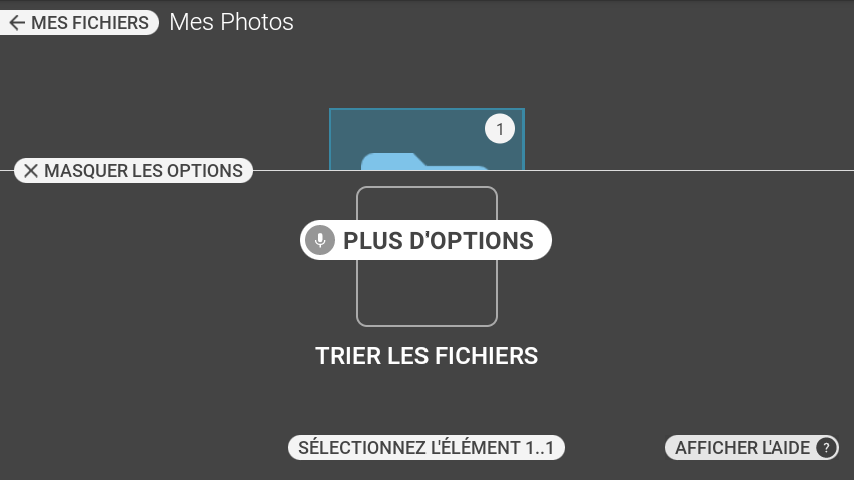 MES FICHIERS Mes Photos
1
MASQUER LES OPTIONS
PLUS D'OPTIONS
TRIER LES FICHIERS
SÉLECTIONNEZ L'ÉLÉMENT 1..1
AFFICHER L'AIDE ?